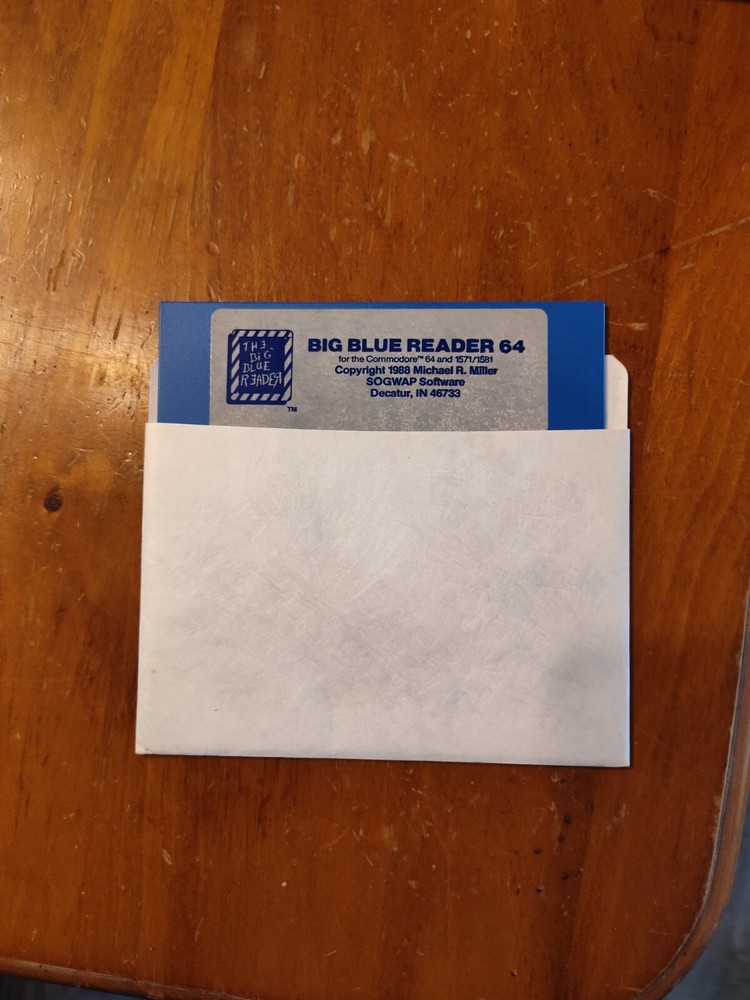 THE
BiG
BLUE
READER
TM
BIG BLUE READER 64
for the Commodore™ 64 and 1571/1581
Copyright 1988 Michael R. Miller
SOGWAP Software
Decatur, IN 46733